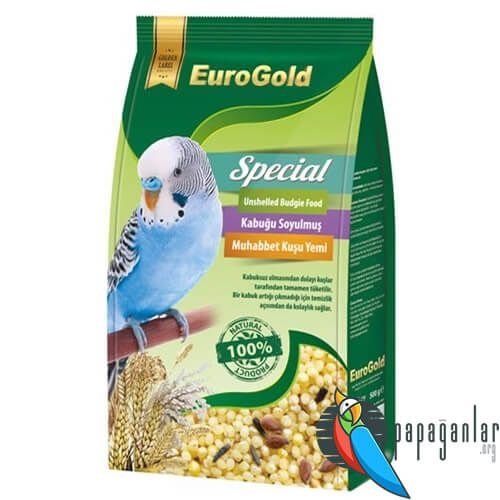 GOLDEN
LABEL
EuroGold
Special
Unshelled Budgie Food
Kabuğu Soyulmuş
Muhabbet Kuşu Yemi
Kabuksuz olmasından dolayı kuşlar
tarafından tamamen tüketilir.
Bir kabuk artığı çıkmadığı için temizlik
açısından da kolaylık sağlar.
NATURAL
100%
PRODUCT
EuroGold
500 g
papağanlar
.org